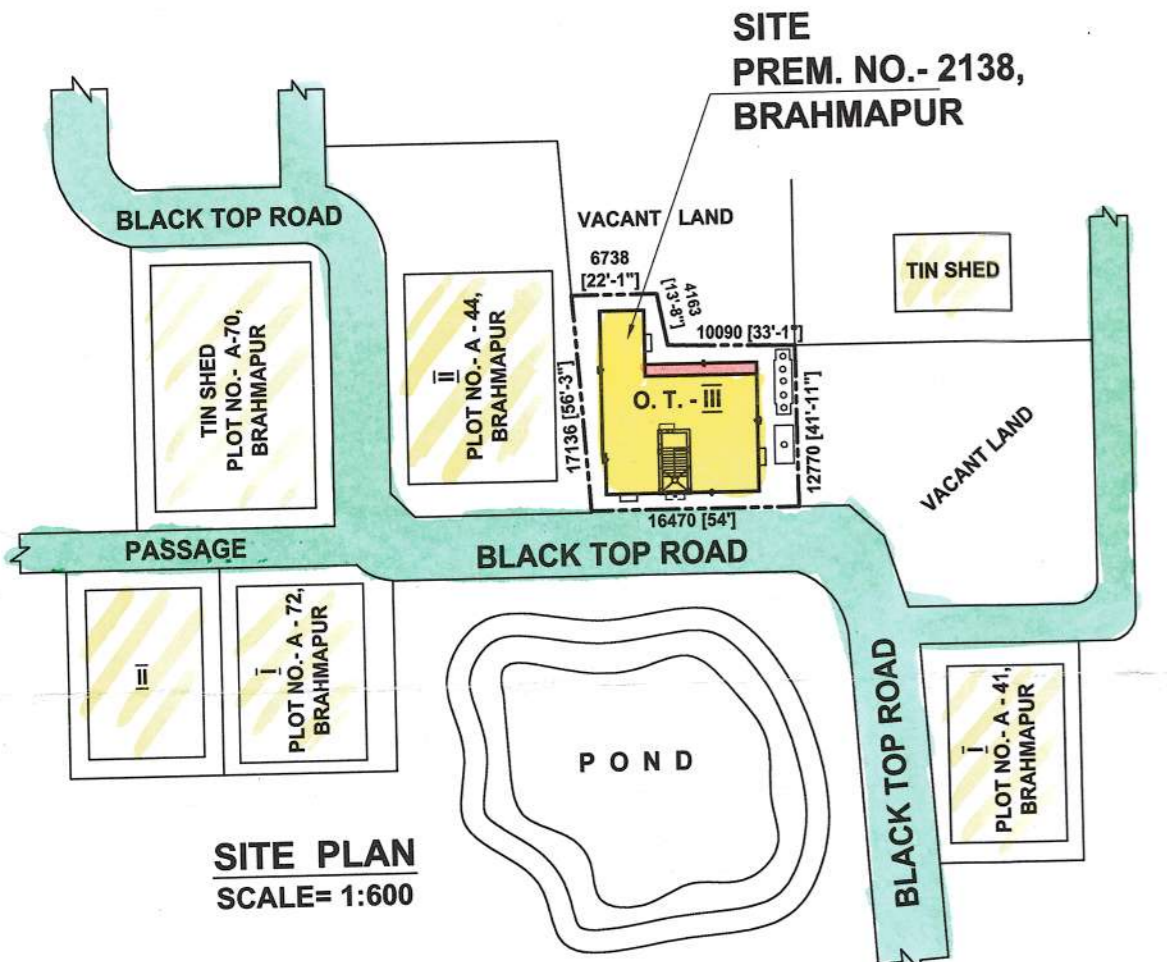 SITE
PREM. NO.- 2138,
BRAHMAPUR
BLACK TOP ROAD
VACANT LAND
6738
[22'-1"]
4163
[13'-8"]
10090 [33'-1"]
TIN SHED
TIN SHED
PLOT NO.- A-70,
BRAHMAPUR
II
PLOT NO.- A - 44,
BRAHMAPUR
17136 [56'-3"]
O. T. - III
12770 [41'-11"]
VACANT LAND
16470 [54']
PASSAGE
BLACK TOP ROAD
II
I
PLOT NO.- A - 72,
BRAHMAPUR
POND
BLACK TOP ROAD
I
PLOT NO.- A - 41,
BRAHMAPUR
SITE PLAN
SCALE= 1:600